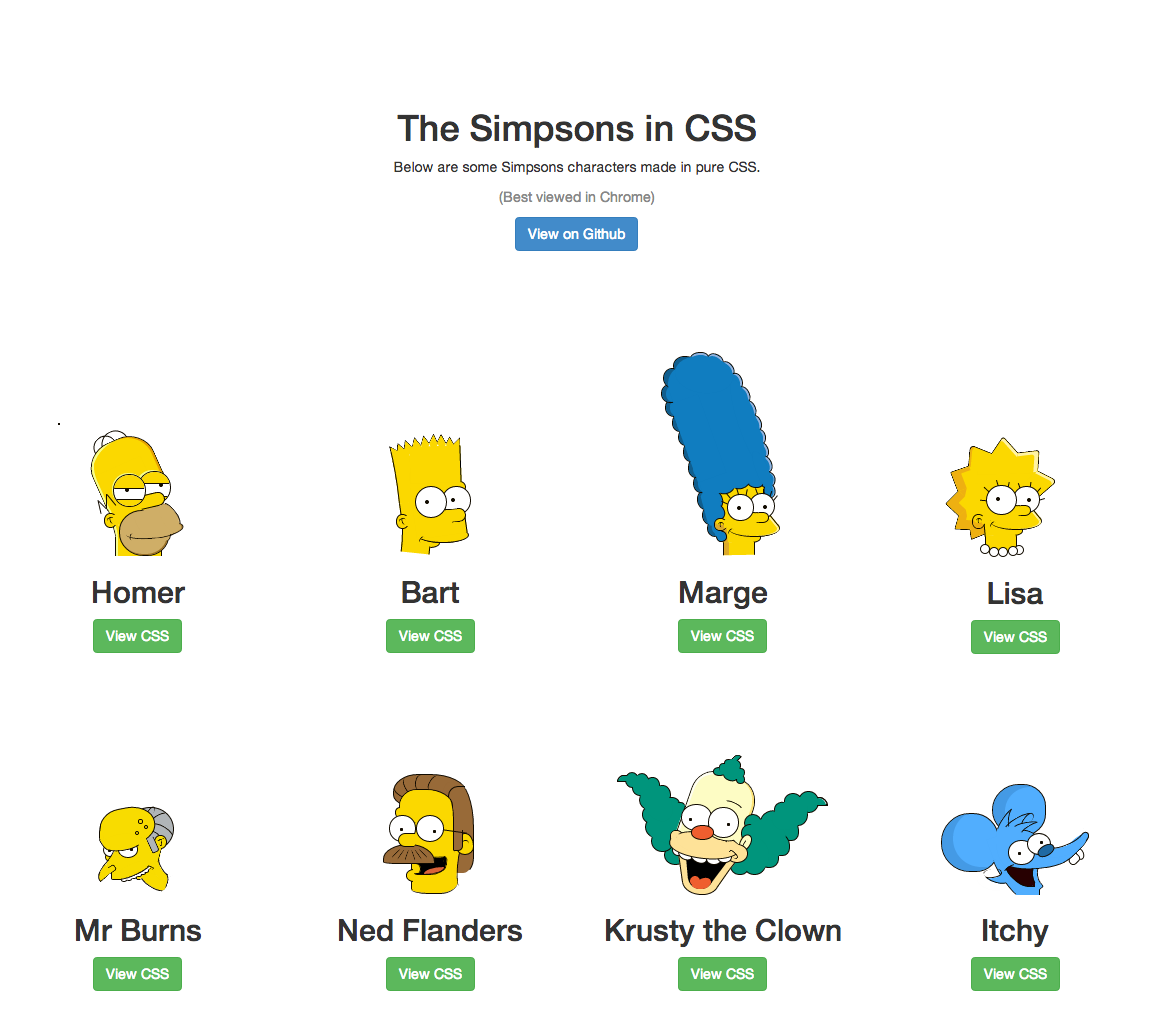 The Simpsons in CSS
Below are some Simpsons characters made in pure CSS.
(Best viewed in Chrome)
View on Github
Homer
Bart
Marge
Lisa
View CSS
View CSS
View CSS
View CSS
Mr Burns
Ned Flanders
Krusty the Clown
Itchy
View CSS
View CSS
View CSS
View CSS